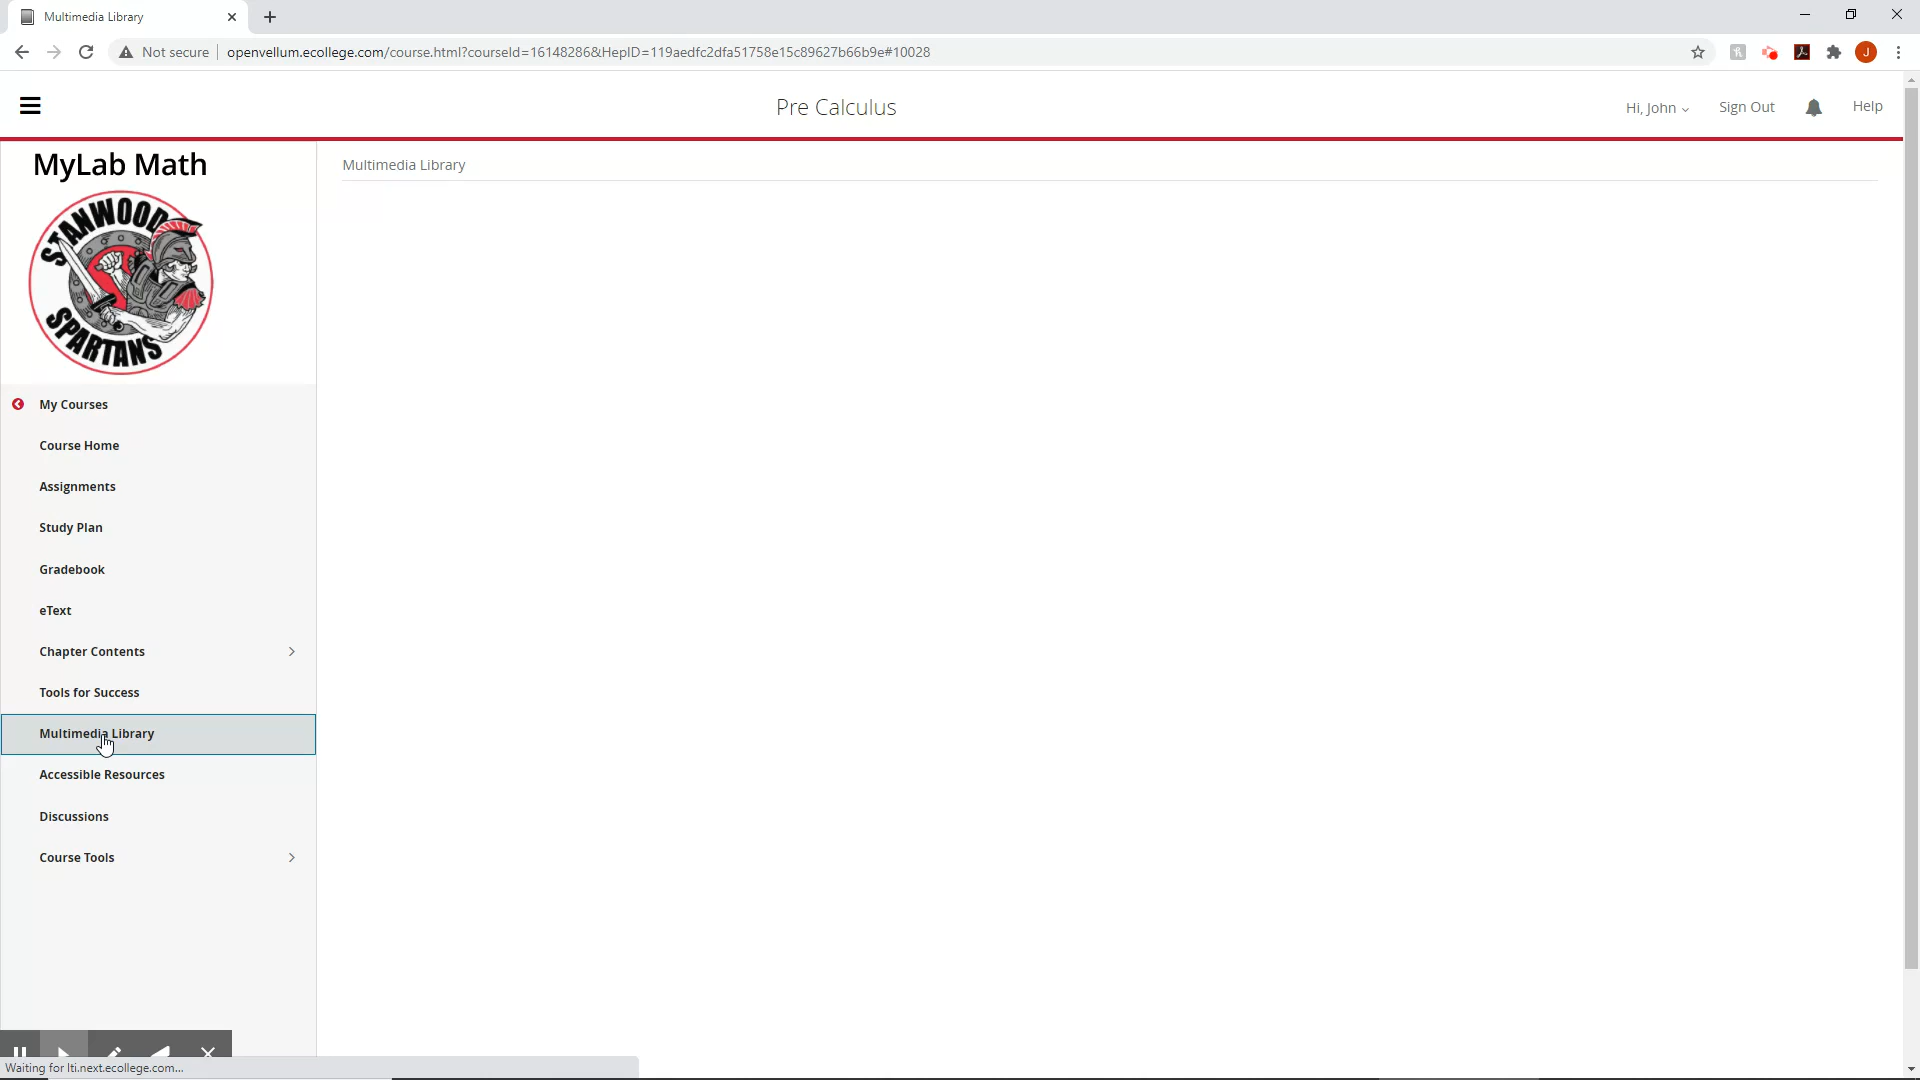 Multimedia Library
Not secure
openvellum.ecollege.com/course.html?courseId=16148286&HepID=119aedfc2dfa51758e15c89627b66b9e#10028
J
Pre Calculus
Hi, John
Sign Out
Help
MyLab Math
STANWOOD
SPARTANS
Multimedia Library
My Courses
Course Home
Assignments
Study Plan
Gradebook
eText
Chapter Contents
Tools for Success
Multimedia Library
Accessible Resources
Discussions
Course Tools
Waiting for lti.next.ecollege.com...